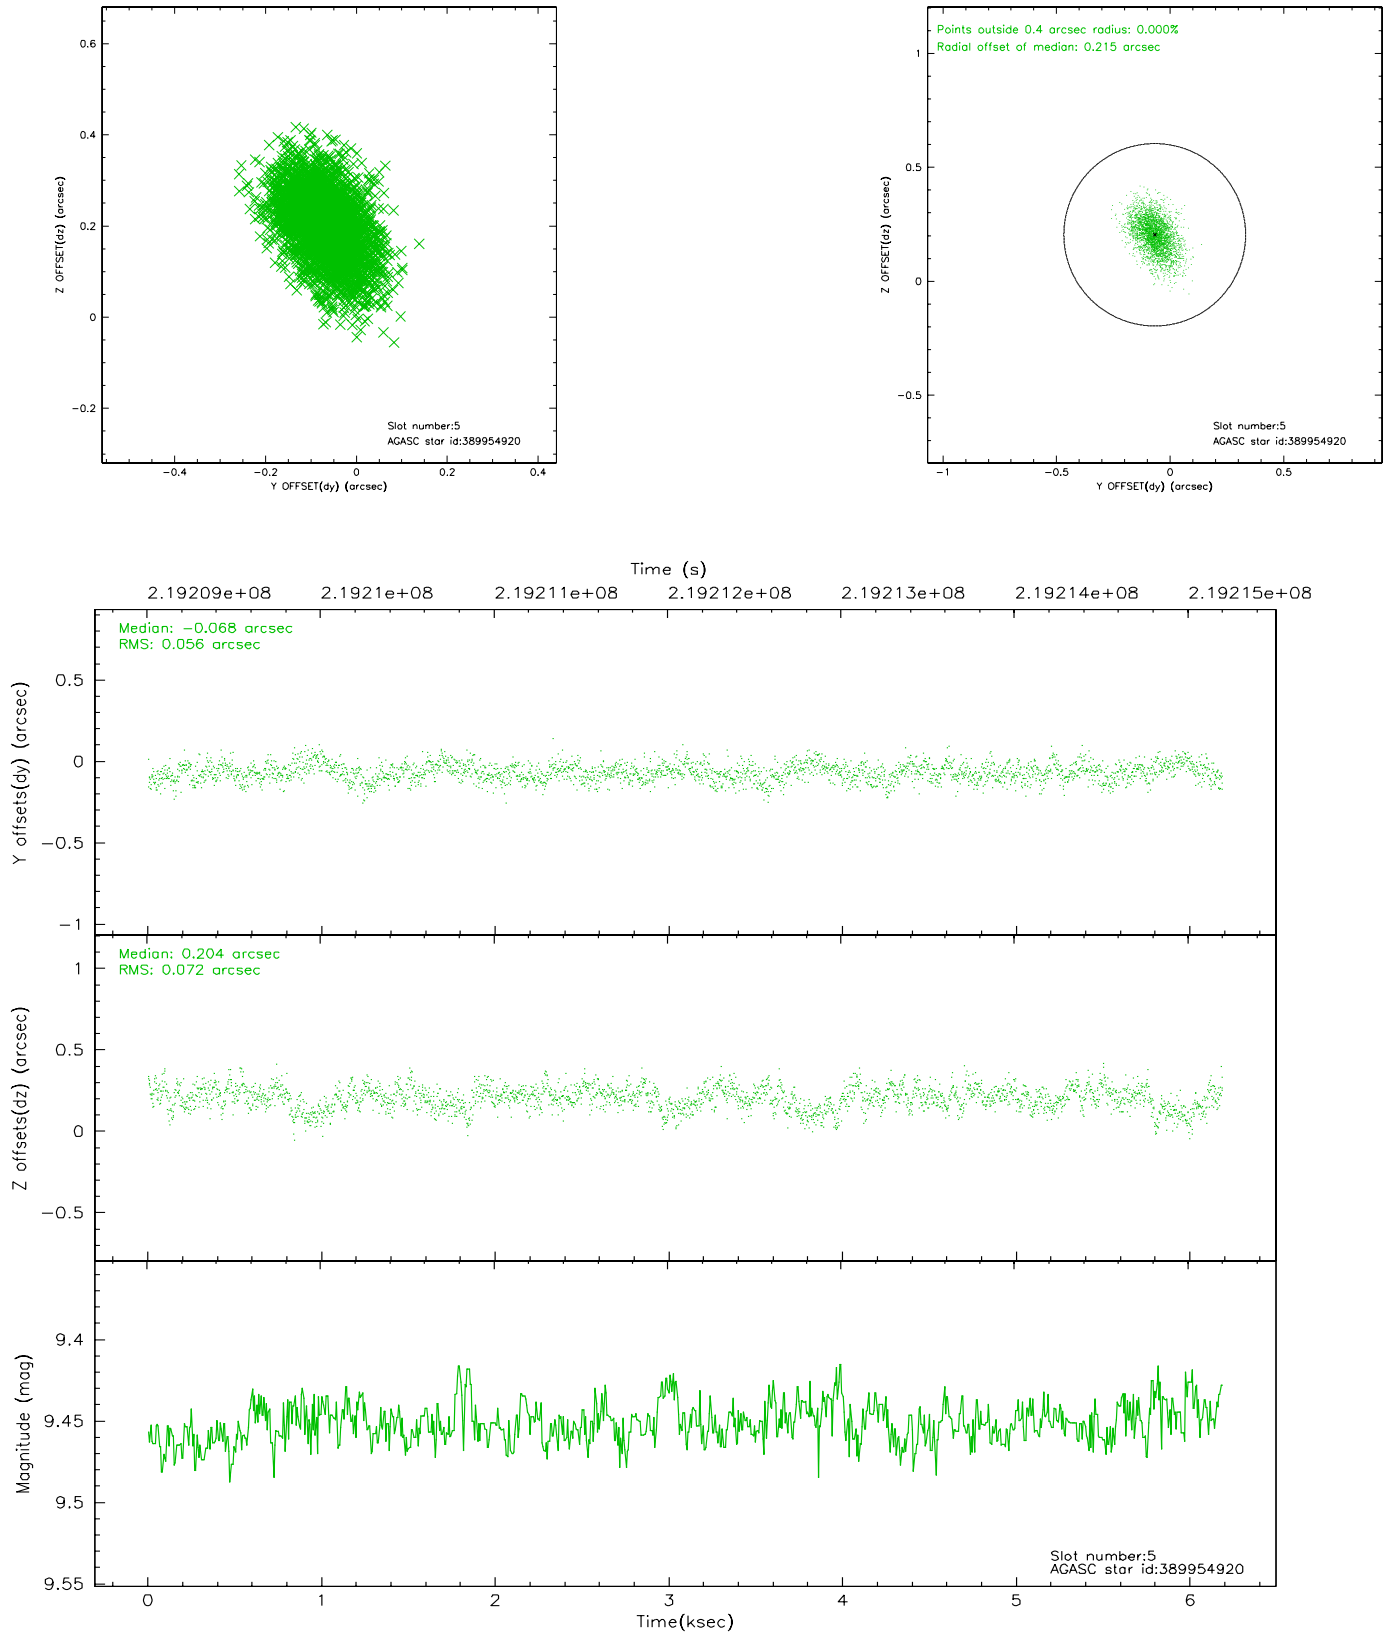 Points outside 0.4 arcsec radius: 0.000%
Radial offset of median: 0.215 arcsec
0.6
0.4
0.2
0
−0.2
Z OFFSET(dz) (arcsec)
Slot number:5
AGASC star id:389954920
−0.4
−0.2
0
0.2
0.4
Y OFFSET(dy) (arcsec)
1
0.5
0
−0.5
Z OFFSET(dz) (arcsec)
Slot number:5
AGASC star id:389954920
−1
−0.5
0
0.5
Y OFFSET(dy) (arcsec)
Time (s)
2.19209e+08
2.1921e+08
2.19211e+08
2.19212e+08
2.19213e+08
2.19214e+08
2.19215e+08
Median: −0.068 arcsec
RMS: 0.056 arcsec
0.5
0
−0.5
−1
Y offsets(dy) (arcsec)
Median: 0.204 arcsec
RMS: 0.072 arcsec
1
0.5
0
−0.5
Z offsets(dz) (arcsec)
9.4
9.45
9.5
9.55
Magnitude (mag)
Slot number:5
AGASC star id:389954920
0
1
2
3
4
5
6
Time(ksec)